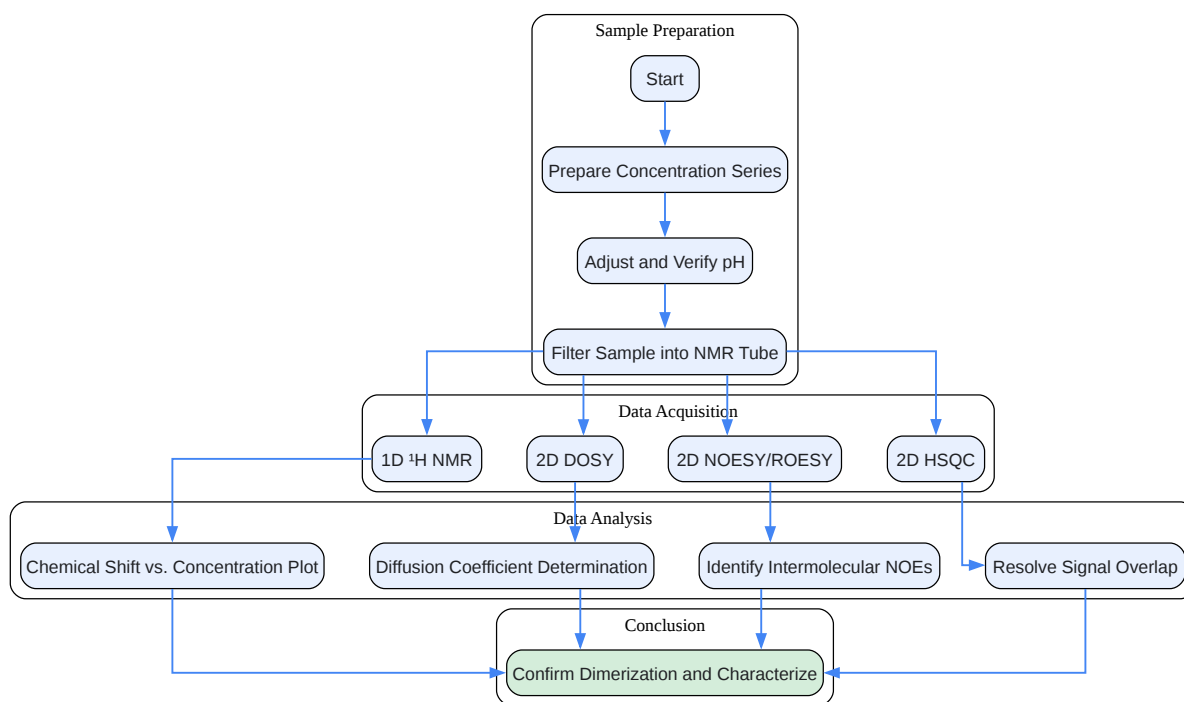 Sample Preparation
Start
Prepare Concentration Series
Adjust and Verify pH
Filter Sample into NMR Tube
Data Acquisition
1D ¹H NMR
2D DOSY
2D NOESY/ROESY
2D HSQC
Data Analysis
Chemical Shift vs. Concentration Plot
Diffusion Coefficient Determination
Identify Intermolecular NOEs
Resolve Signal Overlap
Conclusion
Confirm Dimerization and Characterize